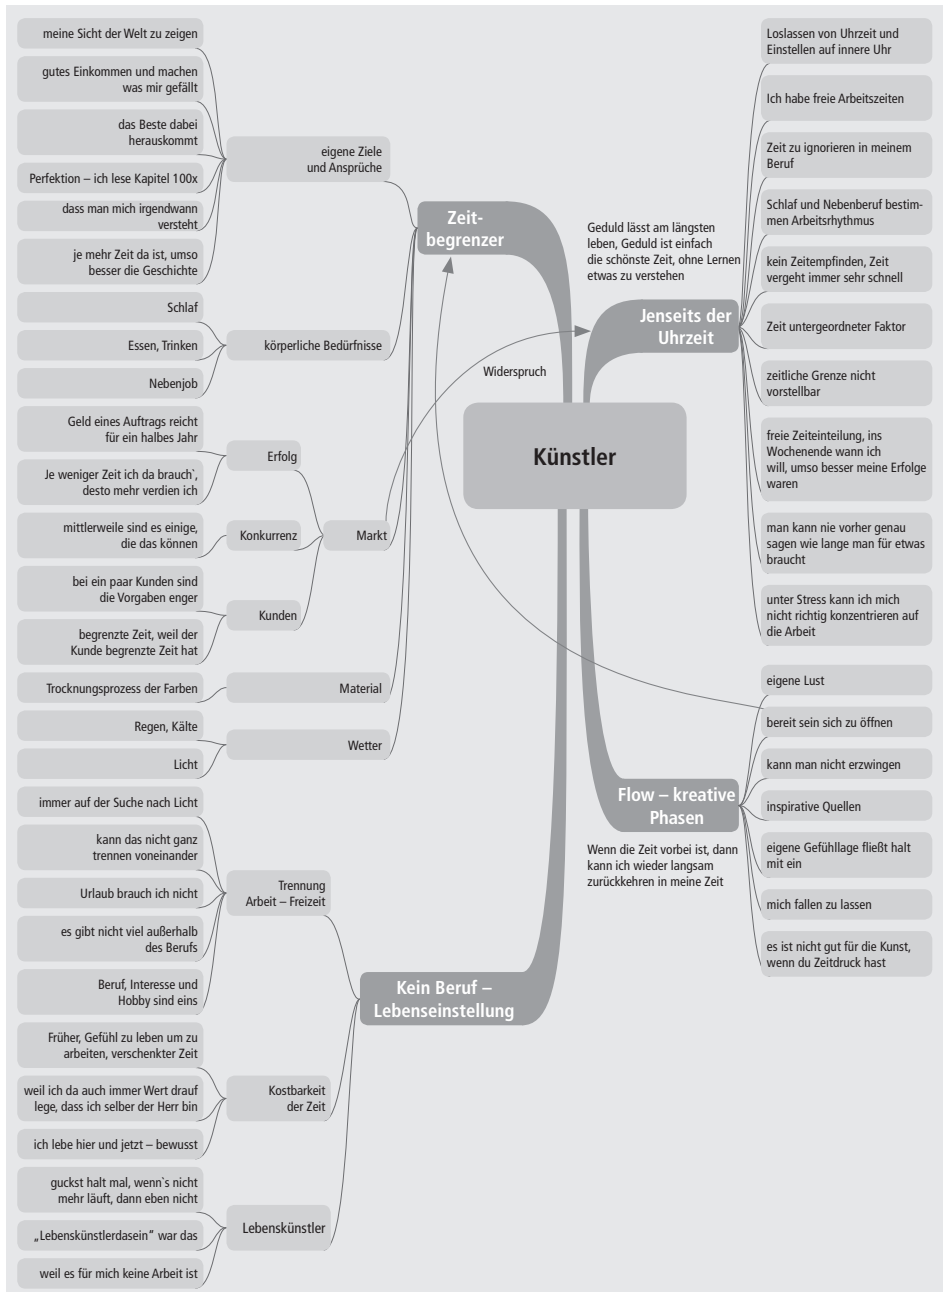 Künstler
Zeit-
begrenzer
eigene Ziele
und Ansprüche
meine Sicht der Welt zu zeigen
gutes Einkommen und machen
was mir gefällt
das Beste dabei
herauskommt
Perfektion – ich lese Kapitel 100x
dass man mich irgendwann
versteht
je mehr Zeit da ist, umso
besser die Geschichte
körperliche Bedürfnisse
Schlaf
Essen, Trinken
Nebenjob
Markt
Erfolg
Geld eines Auftrags reicht
für ein halbes Jahr
Je weniger Zeit ich da brauch`,
desto mehr verdien ich
Konkurrenz
mittlerweile sind es einige,
die das können
Kunden
bei ein paar Kunden sind
die Vorgaben enger
begrenzte Zeit, weil der
Kunde begrenzte Zeit hat
Material
Trocknungsprozess der Farben
Wetter
Regen, Kälte
Licht
Kein Beruf –
Lebenseinstellung
Trennung
Arbeit – Freizeit
immer auf der Suche nach Licht
kann das nicht ganz
trennen voneinander
Urlaub brauch ich nicht
es gibt nicht viel außerhalb
des Berufs
Beruf, Interesse und
Hobby sind eins
Kostbarkeit
der Zeit
Früher, Gefühl zu leben um zu
arbeiten, verschenkter Zeit
weil ich da auch immer Wert drauf
lege, dass ich selber der Herr bin
ich lebe hier und jetzt – bewusst
Lebenskünstler
guckst halt mal, wenn`s nicht
mehr läuft, dann eben nicht
„Lebenskünstlerdasein“ war das
weil es für mich keine Arbeit ist
Widerspruch
Geduld lässt am längsten
leben, Geduld ist einfach
die schönste Zeit, ohne Lernen
etwas zu verstehen
Jenseits der
Uhrzeit
Loslassen von Uhrzeit und
Einstellen auf innere Uhr
Ich habe freie Arbeitszeiten
Zeit zu ignorieren in meinem
Beruf
Schlaf und Nebenberuf bestim-
men Arbeitsrhythmus
kein Zeitempfinden, Zeit
vergeht immer sehr schnell
Zeit untergeordneter Faktor
zeitliche Grenze nicht
vorstellbar
freie Zeiteinteilung, ins
Wochenende wann ich
will, umso besser meine Erfolge
waren
man kann nie vorher genau
sagen wie lange man für etwas
braucht
unter Stress kann ich mich
nicht richtig konzentrieren auf
die Arbeit
Flow – kreative
Phasen
Wenn die Zeit vorbei ist, dann
kann ich wieder langsam
zurückkehren in meine Zeit
eigene Lust
bereit sein sich zu öffnen
kann man nicht erzwingen
inspirative Quellen
eigene Gefühllage fließt halt
mit ein
mich fallen zu lassen
es ist nicht gut für die Kunst,
wenn du Zeitdruck hast